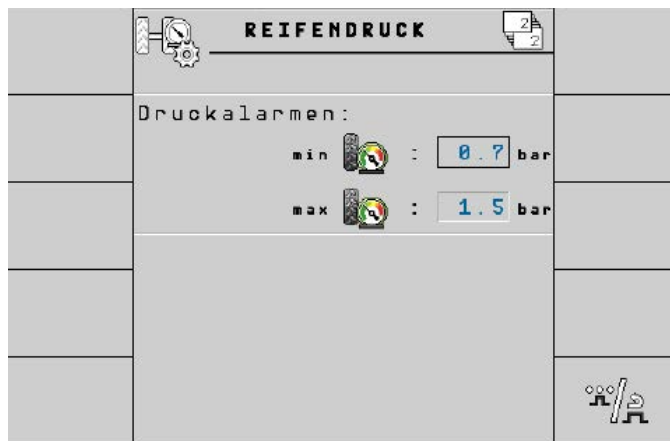 REIFENDRUCK
2
2
Druckalarmen:
min : 0.7 bar
max : 1.5 bar